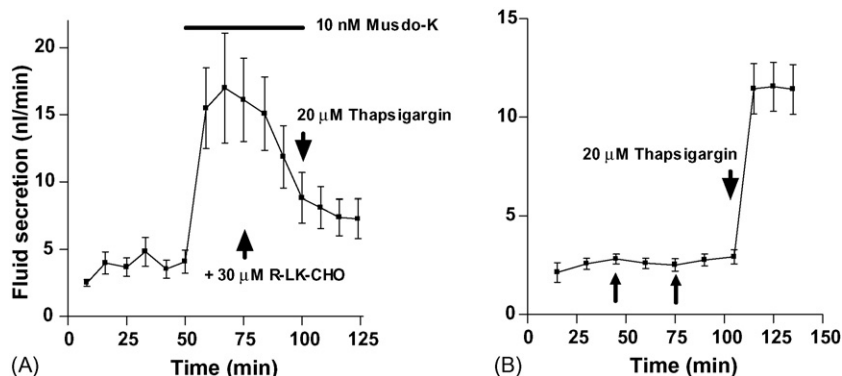 10 nM Musdo-K
20 μM Thapsigargin
+ 30 μM R-LK-CHO
Fluid secretion (nl/min)
20
15
10
5
0
0 25 50 75 100 125
Time (min)
(A)
20 μM Thapsigargin
15
10
5
0
0 25 50 75 100 125 150
Time (min)
(B)